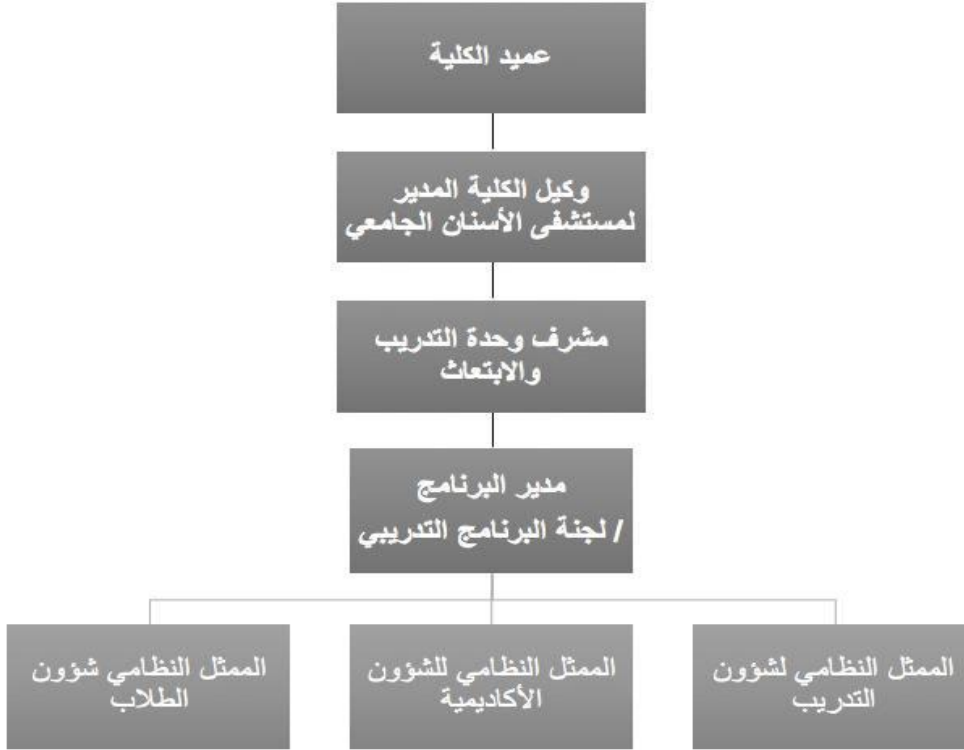 عميد الكلية
وكيل الكلية المدير
لمستشفى الأسنان الجامعي
مشرف وحدة التدريب
والابتعاث
مدير البرنامج
/ لجنة البرنامج التدريبي
الممثل النظامي لشؤون
التدريب
الممثل النظامي للشؤون
الأكاديمية
الممثل النظامي شؤون
الطلاب